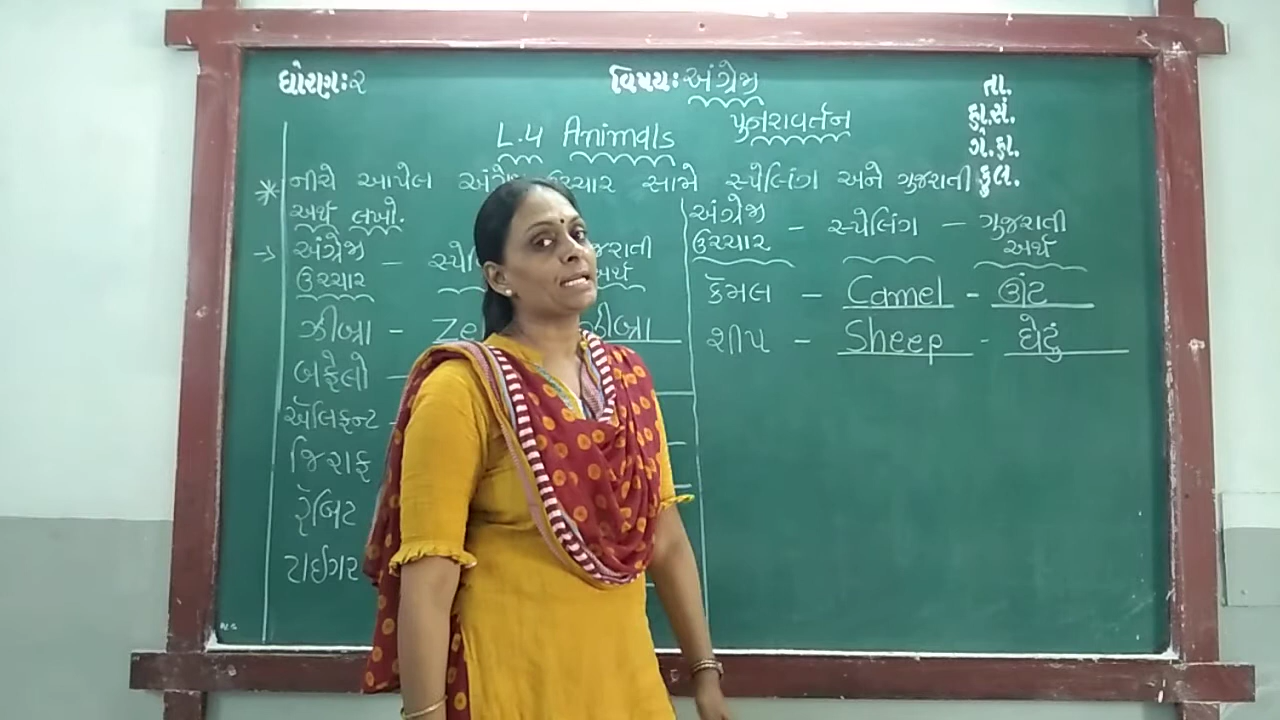 ધોરણઃ૨ વિષયઃ અંગ્રેજી તા.
ફા.સં.
L.4 Animals પુનરાવર્તન ગે.ફા.
નીચે આપેલ ઉચ્ચાર સામે સ્પેલિંગ અને ગુજરાતી કુલ.
અર્થ લખો.
અંગ્રેજી
ઉચ્ચાર –
ઝીબ્રા – ઝીબ્રા
બફેલો –
ઍલિફન્ટ –
જિરાફ
રૅબિટ
ટાઈગર
અંગ્રેજી
ઉચ્ચાર – સ્પેલિંગ – ગુજરાતી
અર્થ
કૅમલ – Camel – ઊંટ
શીપ – Sheep - ઘેટું